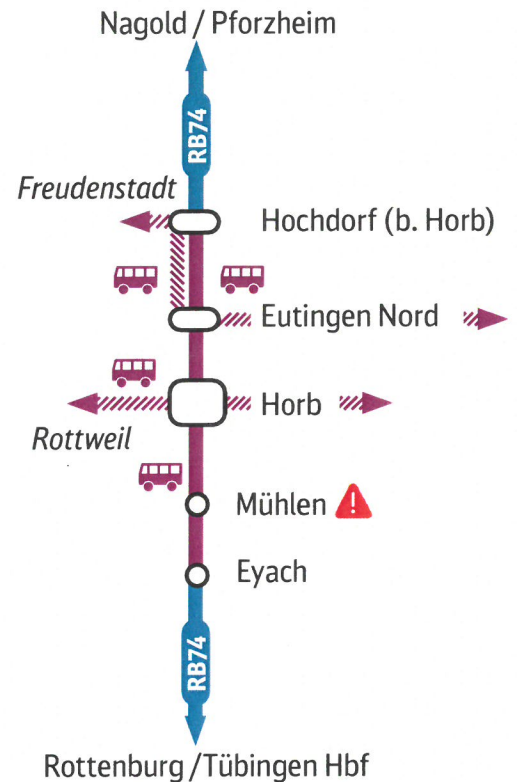 Nagold / Pforzheim
RB74
Freudenstadt
Hochdorf (b. Horb)
Eutingen Nord
Horb
Rottweil
Mühlen
Eyach
RB74
Rottenburg / Tübingen Hbf